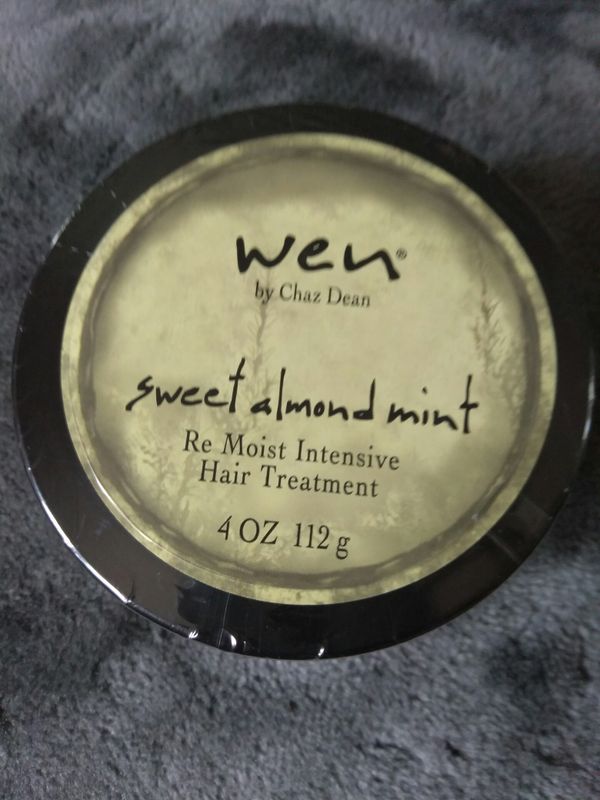 wen®
by Chaz Dean
sweet almond mint
Re Moist Intensive
Hair Treatment
4 OZ 112 g